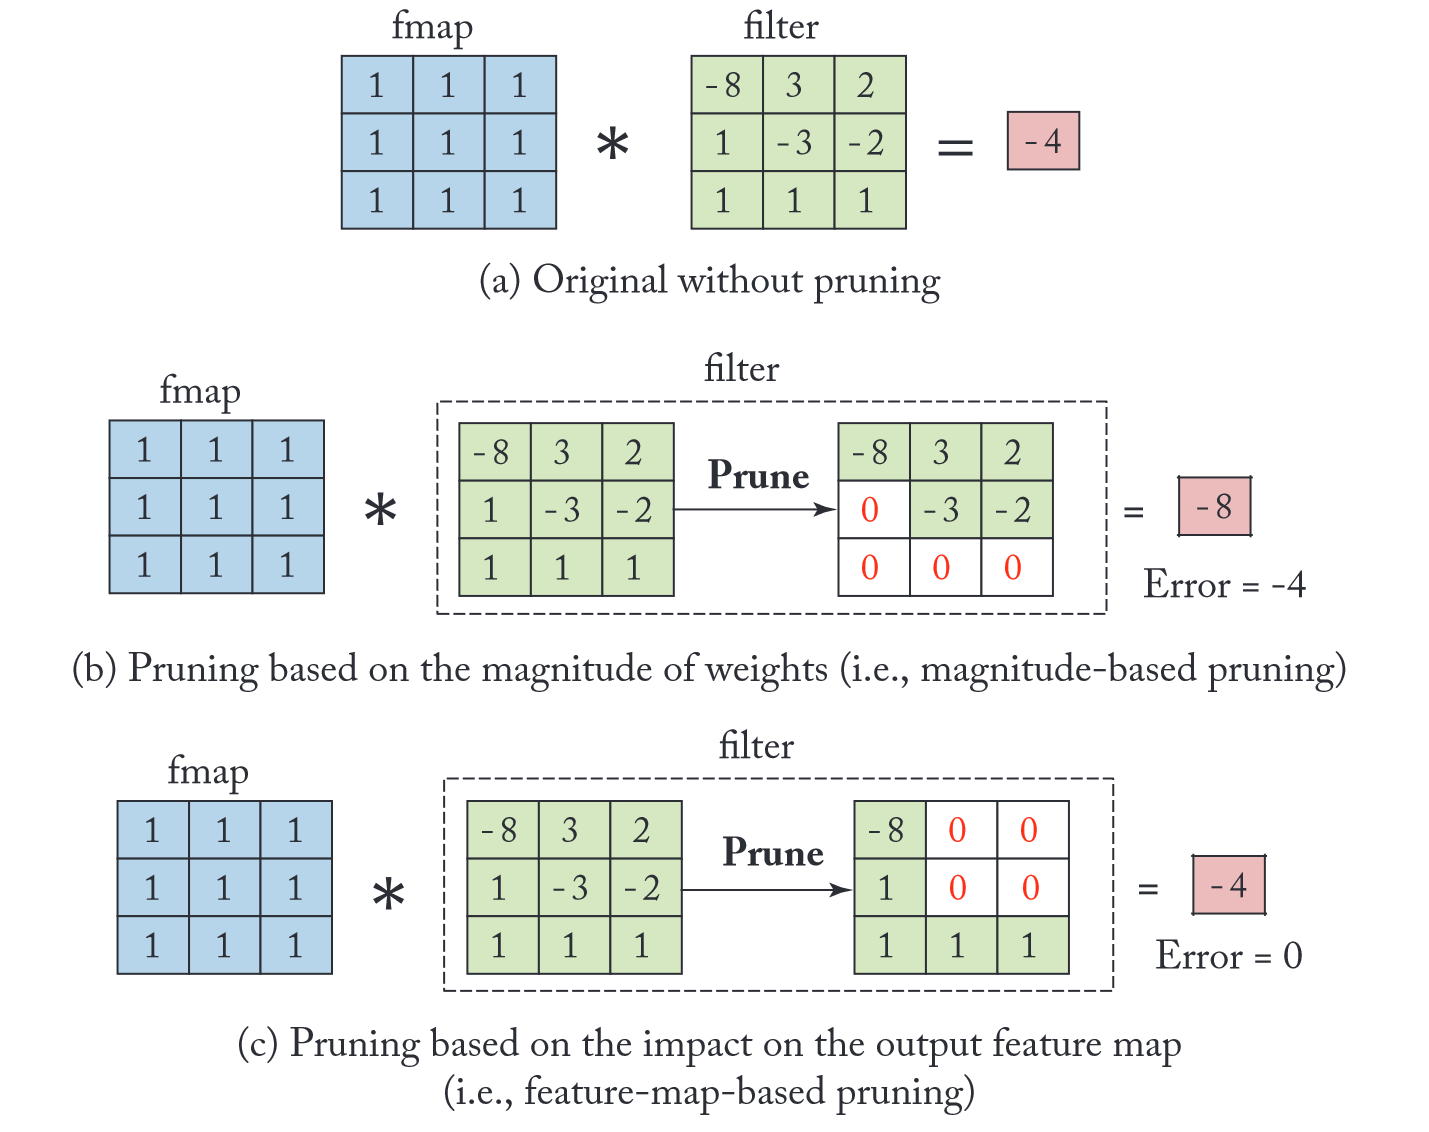 fmap filter
1 1 1 -8 3 2
1 1 1 * 1 -3 -2 = -4
1 1 1 1 1 1
(a) Original without pruning
filter
fmap
1 1 1 -8 3 2 Prune -8 3 2
1 1 1 * 1 -3 -2 0 -3 -2 = -8
1 1 1 1 1 1 0 0 0 Error = -4
(b) Pruning based on the magnitude of weights (i.e., magnitude-based pruning)
filter
fmap
1 1 1 -8 3 2 Prune -8 0 0
1 1 1 * 1 -3 -2 1 0 0 = -4
1 1 1 1 1 1 1 1 1 Error = 0
(c) Pruning based on the impact on the output feature map
(i.e., feature-map-based pruning)